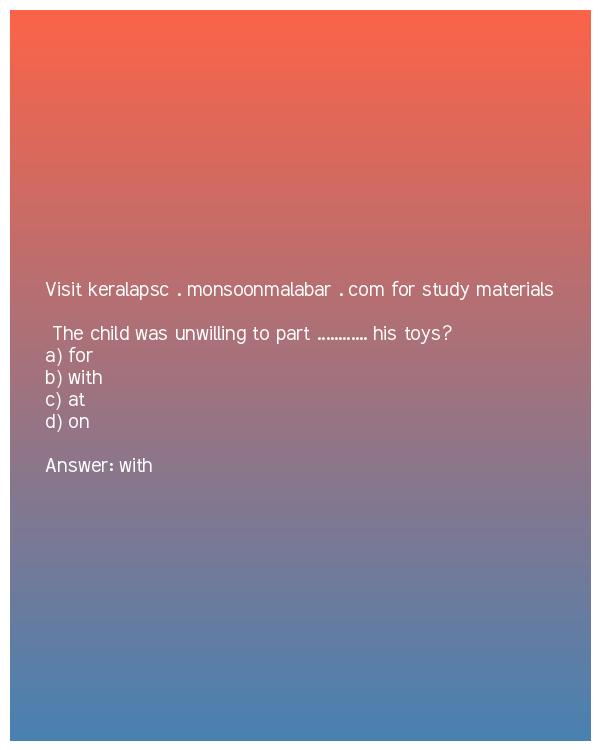 Visit keralapsc . monsoonmalabar . com for study materials
The child was unwilling to part ............ his toys?
a) for
b) with
c) at
d) on
Answer: with